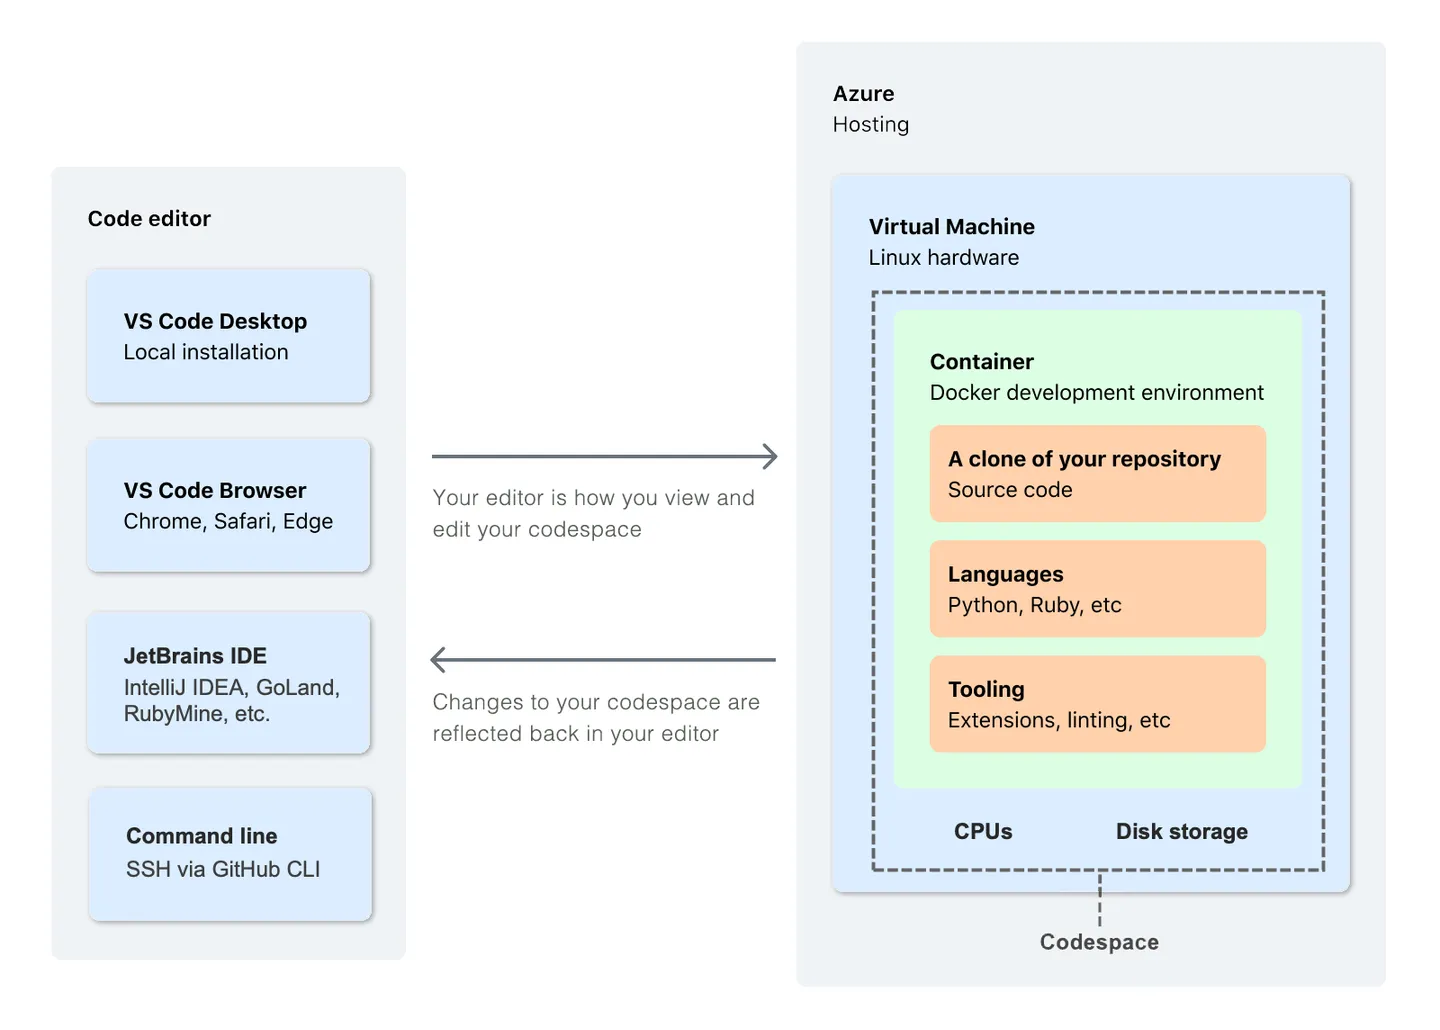 Code editor
VS Code Desktop
Local installation
VS Code Browser
Chrome, Safari, Edge
JetBrains IDE
IntelliJ IDEA, GoLand,
RubyMine, etc.
Command line
SSH via GitHub CLI
Your editor is how you view and
edit your codespace
Changes to your codespace are
reflected back in your editor
Azure
Hosting
Virtual Machine
Linux hardware
Container
Docker development environment
A clone of your repository
Source code
Languages
Python, Ruby, etc
Tooling
Extensions, linting, etc
CPUs
Disk storage
Codespace